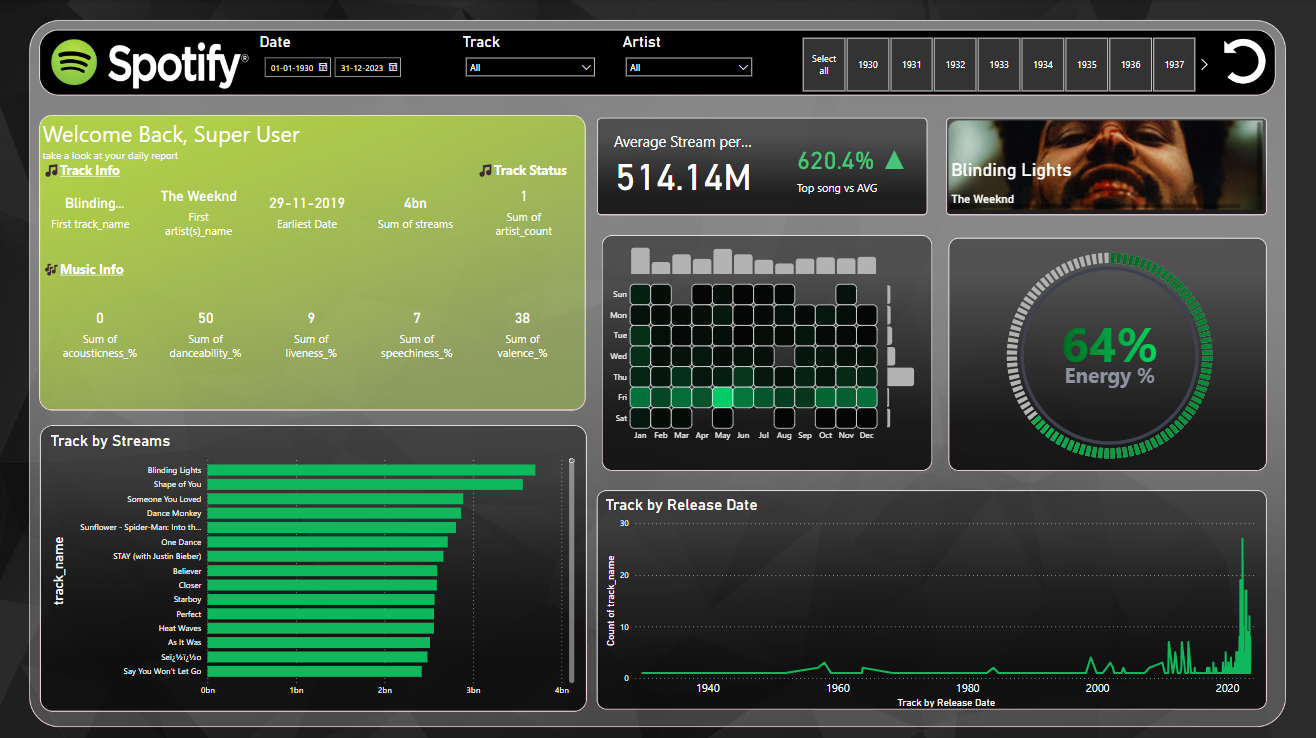 Spotify®
Date
01-01-1930
31-12-2023
Track
All
Artist
All
Select all
1930
1931
1932
1933
1934
1935
1936
1937
Welcome Back, Super User
take a look at your daily report
Track Info
Track Status
Blinding...
First track_name
The Weeknd
First
artist(s)_name
29-11-2019
Earliest Date
4bn
Sum of streams
1
Sum of
artist_count
Music Info
0
Sum of
acousticness_%
50
Sum of
danceability_%
9
Sum of
liveness_%
7
Sum of
speechiness_%
38
Sum of
valence_%
Average Stream per...
514.14M
620.4%
Top song vs AVG
Blinding Lights
The Weeknd
Sun
Mon
Tue
Wed
Thu
Fri
Sat
Jan Feb Mar Apr May Jun Jul Aug Sep Oct Nov Dec
64%
Energy %
Track by Streams
track_name
Blinding Lights
Shape of You
Someone You Loved
Dance Monkey
Sunflower - Spider-Man: Into th...
One Dance
STAY (with Justin Bieber)
Believer
Closer
Starboy
Perfect
Heat Waves
As It Was
Seï¿½ï¿½o
Say You Won't Let Go
0bn 1bn 2bn 3bn 4bn
Track by Release Date
Count of track_name
30
20
10
0
1940 1960 1980 2000 2020
Track by Release Date